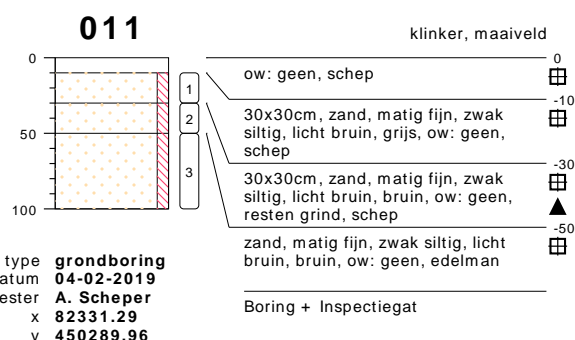 011
klinker, maaiveld
0
50
100
1
2
3
0
ow: geen, schep
-10
30x30cm, zand, matig fijn, zwak
siltig, licht bruin, grijs, ow: geen,
schep
-30
30x30cm, zand, matig fijn, zwak
siltig, licht bruin, bruin, ow: geen,
resten grind, schep
-50
zand, matig fijn, zwak siltig, licht
bruin, bruin, ow: geen, edelman
Boring + Inspectiegat
type grondboring
atum 04-02-2019
ester A. Scheper
x 82331.29
y 450289.96